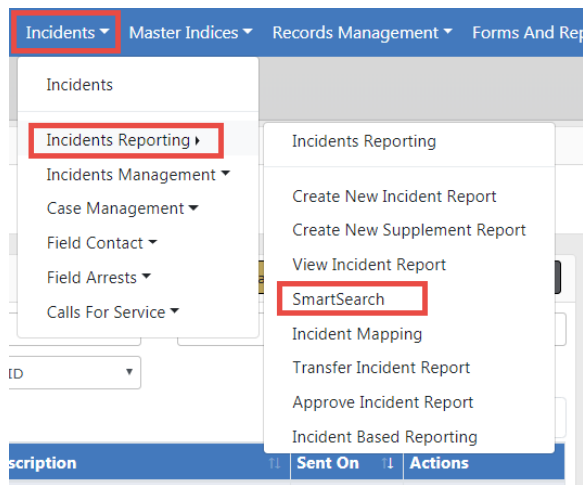 Incidents Master Indices Records Management Forms And Rep
Incidents
Incidents Reporting
Incidents Management
Case Management
Field Contact
Field Arrests
Calls For Service
Incidents Reporting
Create New Incident Report
Create New Supplement Report
View Incident Report
SmartSearch
Incident Mapping
Transfer Incident Report
Approve Incident Report
Incident Based Reporting
ID
scription Sent On Actions